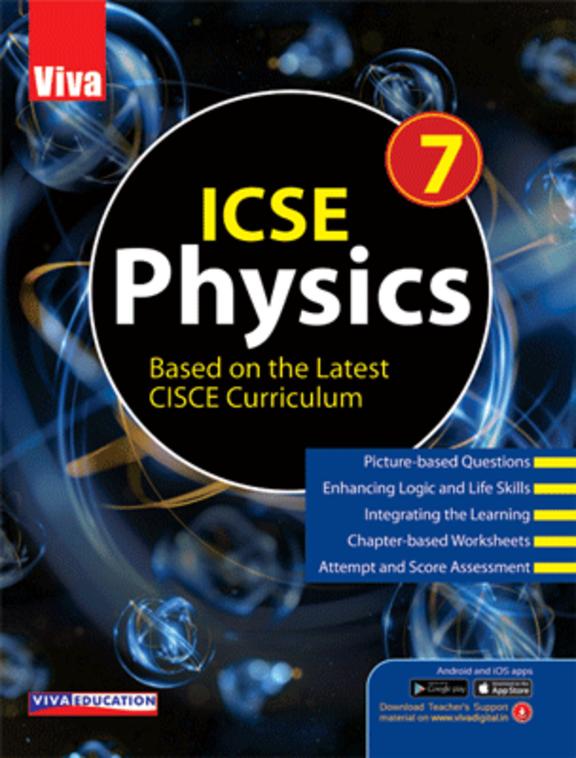 Viva
7
ICSE
Physics
Based on the Latest
CISCE Curriculum
Picture-based Questions
Enhancing Logic and Life Skills
Integrating the Learning
Chapter-based Worksheets
Attempt and Score Assessment
VIVA EDUCATION
Android and iOS apps
Google play
App Store
Download Teacher's Support
material on www.vivadigital.in